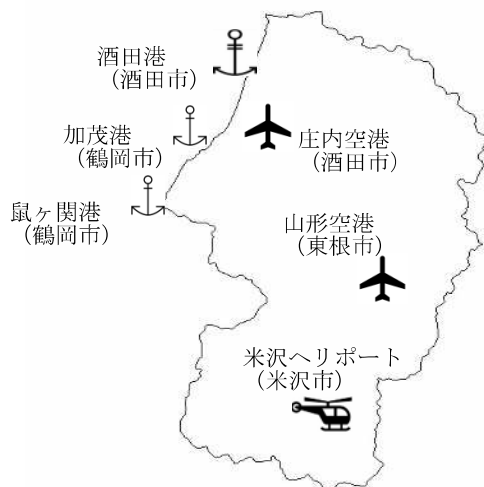 酒田港
（酒田市）
加茂港
（鶴岡市）
庄内空港
（酒田市）
鼠ヶ関港
（鶴岡市）
山形空港
（東根市）
米沢ヘリポート
（米沢市）